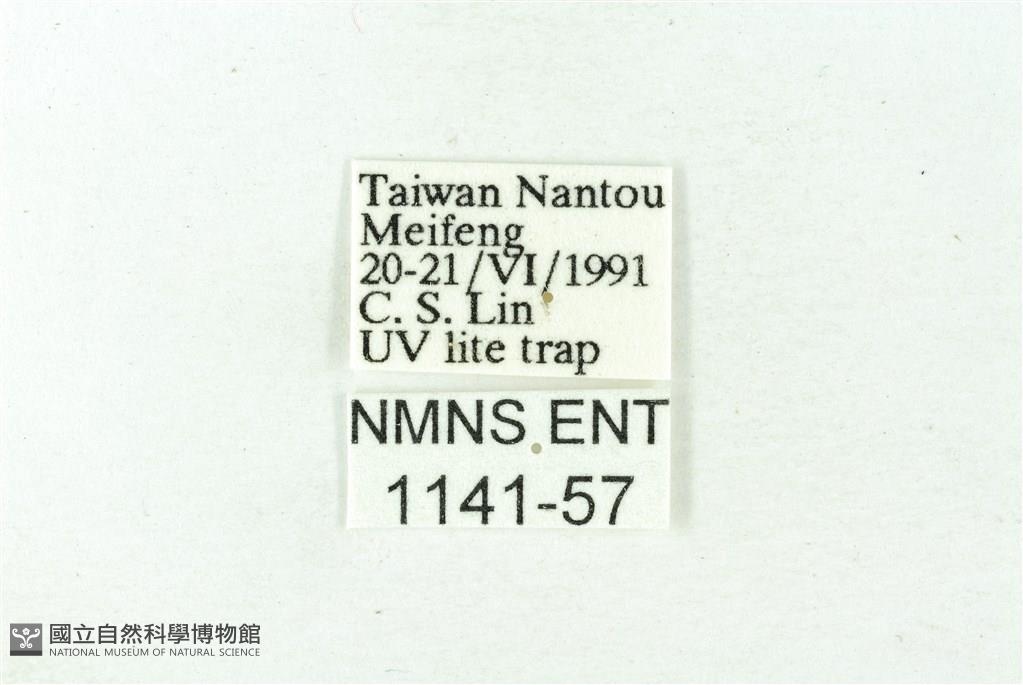 Taiwan Nantou
Meifeng
20-21/VI/1991
C. S. Lin
UV lite trap
NMNS ENT
1141-57
國立自然科學博物館
NATIONAL MUSEUM OF NATURAL SCIENCE